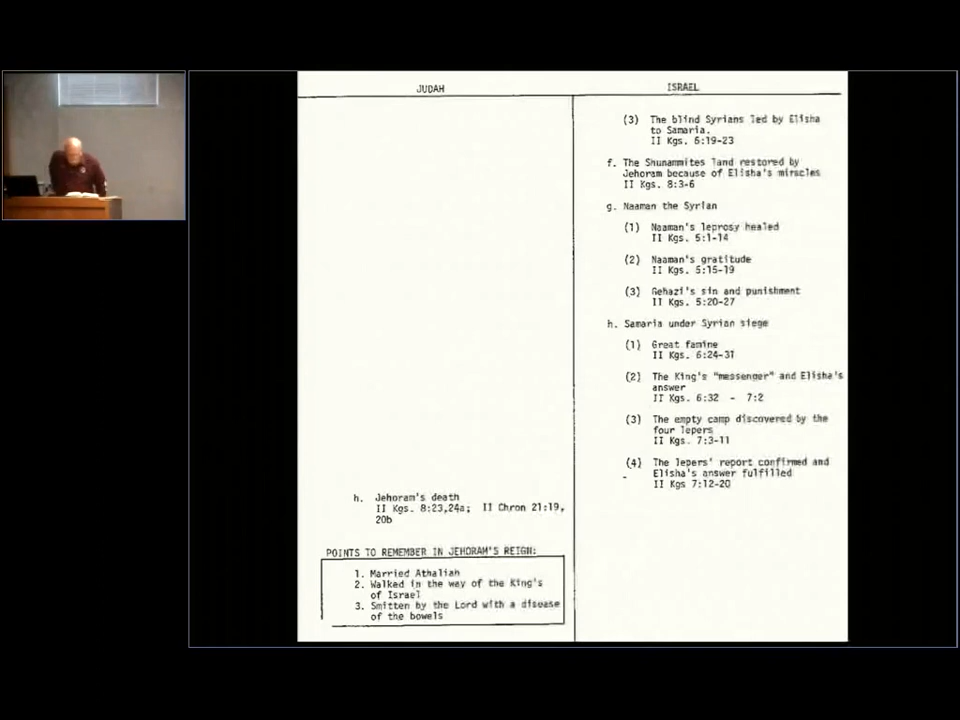 JUDAH
ISRAEL
(3) The blind Syrians led by Elisha
to Samaria.
II Kgs. 6:19-23
f. The Shunammites land restored by
Jehoram because of Elisha's miracles
II Kgs. 8:3-6
g. Naaman the Syrian
(1) Naaman's leprosy healed
II Kgs. 5:1-14
(2) Naaman's gratitude
II Kgs. 5:15-19
(3) Gehazi's sin and punishment
II Kgs. 5:20-27
h. Samaria under Syrian siege
(1) Great famine
II Kgs. 6:24-31
(2) The King's "messenger" and Elisha's
answer
II Kgs. 6:32 - 7:2
(3) The empty camp discovered by the
four lepers
II Kgs. 7:3-11
(4) The lepers' report confirmed and
Elisha's answer fulfilled
II Kgs 7:12-20
h. Jehoram's death
II Kgs. 8:23,24a; II Chron 21:19,
20b
POINTS TO REMEMBER IN JEHORAM'S REIGN:
1. Married Athaliah
2. Walked in the way of the King's
of Israel
3. Smitten by the Lord with a disease
of the bowels